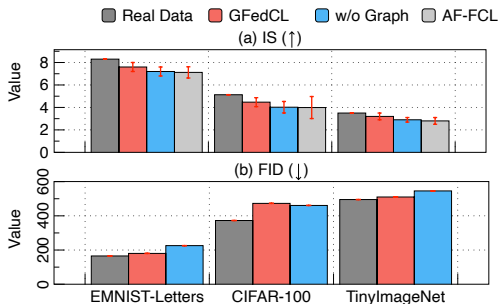 Real Data GFedCL w/o Graph AF-FCL
(a) IS (↑)
Value
8
6
4
2
0
(b) FID (↓)
Value
600
400
200
0
EMNIST-Letters CIFAR-100 TinyImageNet